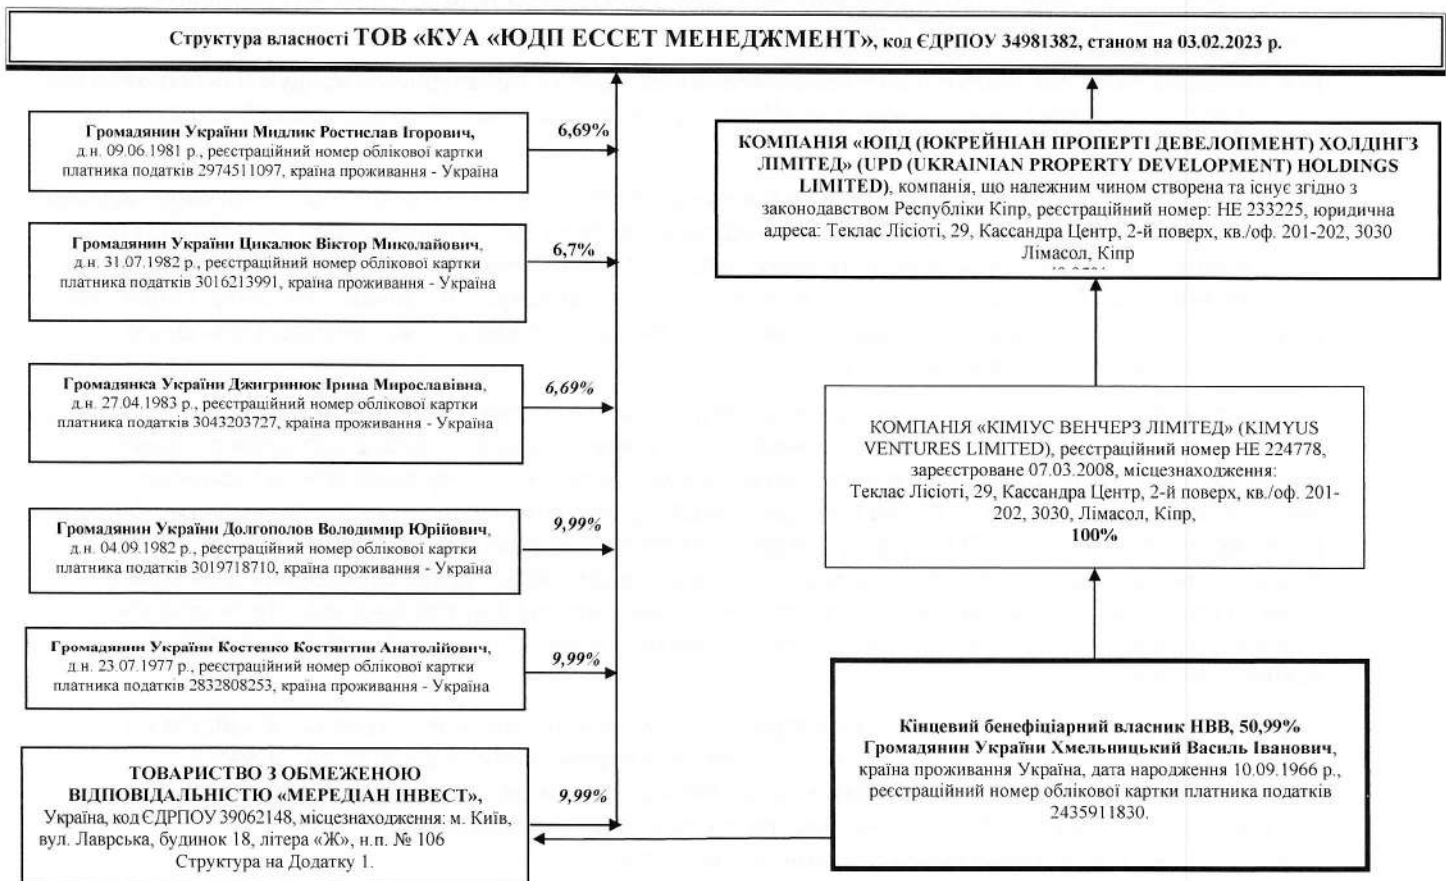 Структура власності ТОВ «КУА «ЮДП ЕССЕТ МЕНЕДЖМЕНТ», код ЄДРПОУ 34981382, станом на 03.02.2023 р.
Громадянин України Мидлик Ростислав Ігорович,
д.н. 09.06.1981 р., реєстраційний номер облікової картки
платника податків 2974511097, країна проживання - Україна
6,69%
Громадянин України Цикалюк Віктор Миколайович,
д.н. 31.07.1982 р., реєстраційний номер облікової картки
платника податків 3016213991, країна проживання - Україна
6,7%
Громадянка України Джигринюк Ірина Мирославівна,
д.н. 27.04.1983 р., реєстраційний номер облікової картки
платника податків 3043203727, країна проживання - Україна
6,69%
Громадянин України Долгополов Володимир Юрійович,
д.н. 04.09.1982 р., реєстраційний номер облікової картки
платника податків 3019718710, країна проживання - Україна
9,99%
Громадянин України Костенко Костянтин Анатолійович,
д.н. 23.07.1977 р., реєстраційний номер облікової картки
платника податків 2832808253, країна проживання - Україна
9,99%
ТОВАРИСТВО З ОБМЕЖЕНОЮ
ВІДПОВІДАЛЬНІСТЮ «МЕРЕДІАН ІНВЕСТ»,
Україна, код ЄДРПОУ 39062148, місцезнаходження: м. Київ,
вул. Лаврська, будинок 18, літера «Ж», н.п. № 106
Структура на Додатку 1.
9,99%
КОМПАНІЯ «ЮПД (ЮКРЕЙНІАН ПРОПЕРТІ ДЕВЕЛОПМЕНТ) ХОЛДІНГЗ
ЛІМІТЕД» (UPD (UKRAINIAN PROPERTY DEVELOPMENT) HOLDINGS
LIMITED), компанія, що належним чином створена та існує згідно з
законодавством Республіки Кіпр, реєстраційний номер: НЕ 233225, юридична
адреса: Теклас Лісіоті, 29, Кассандра Центр, 2-й поверх, кв./оф. 201-202, 3030
Лімасол, Кіпр
КОМПАНІЯ «КІМІУС ВЕНЧЕРЗ ЛІМІТЕД» (KIMYUS
VENTURES LIMITED), реєстраційний номер НЕ 224778,
зареєстроване 07.03.2008, місцезнаходження:
Теклас Лісіоті, 29, Кассандра Центр, 2-й поверх, кв./оф. 201-
202, 3030, Лімасол, Кіпр,
100%
Кінцевий бенефіціарний власник НВВ, 50,99%
Громадянин України Хмельницький Василь Іванович,
країна проживання Україна, дата народження 10.09.1966 р.,
реєстраційний номер облікової картки платника податків
2435911830.